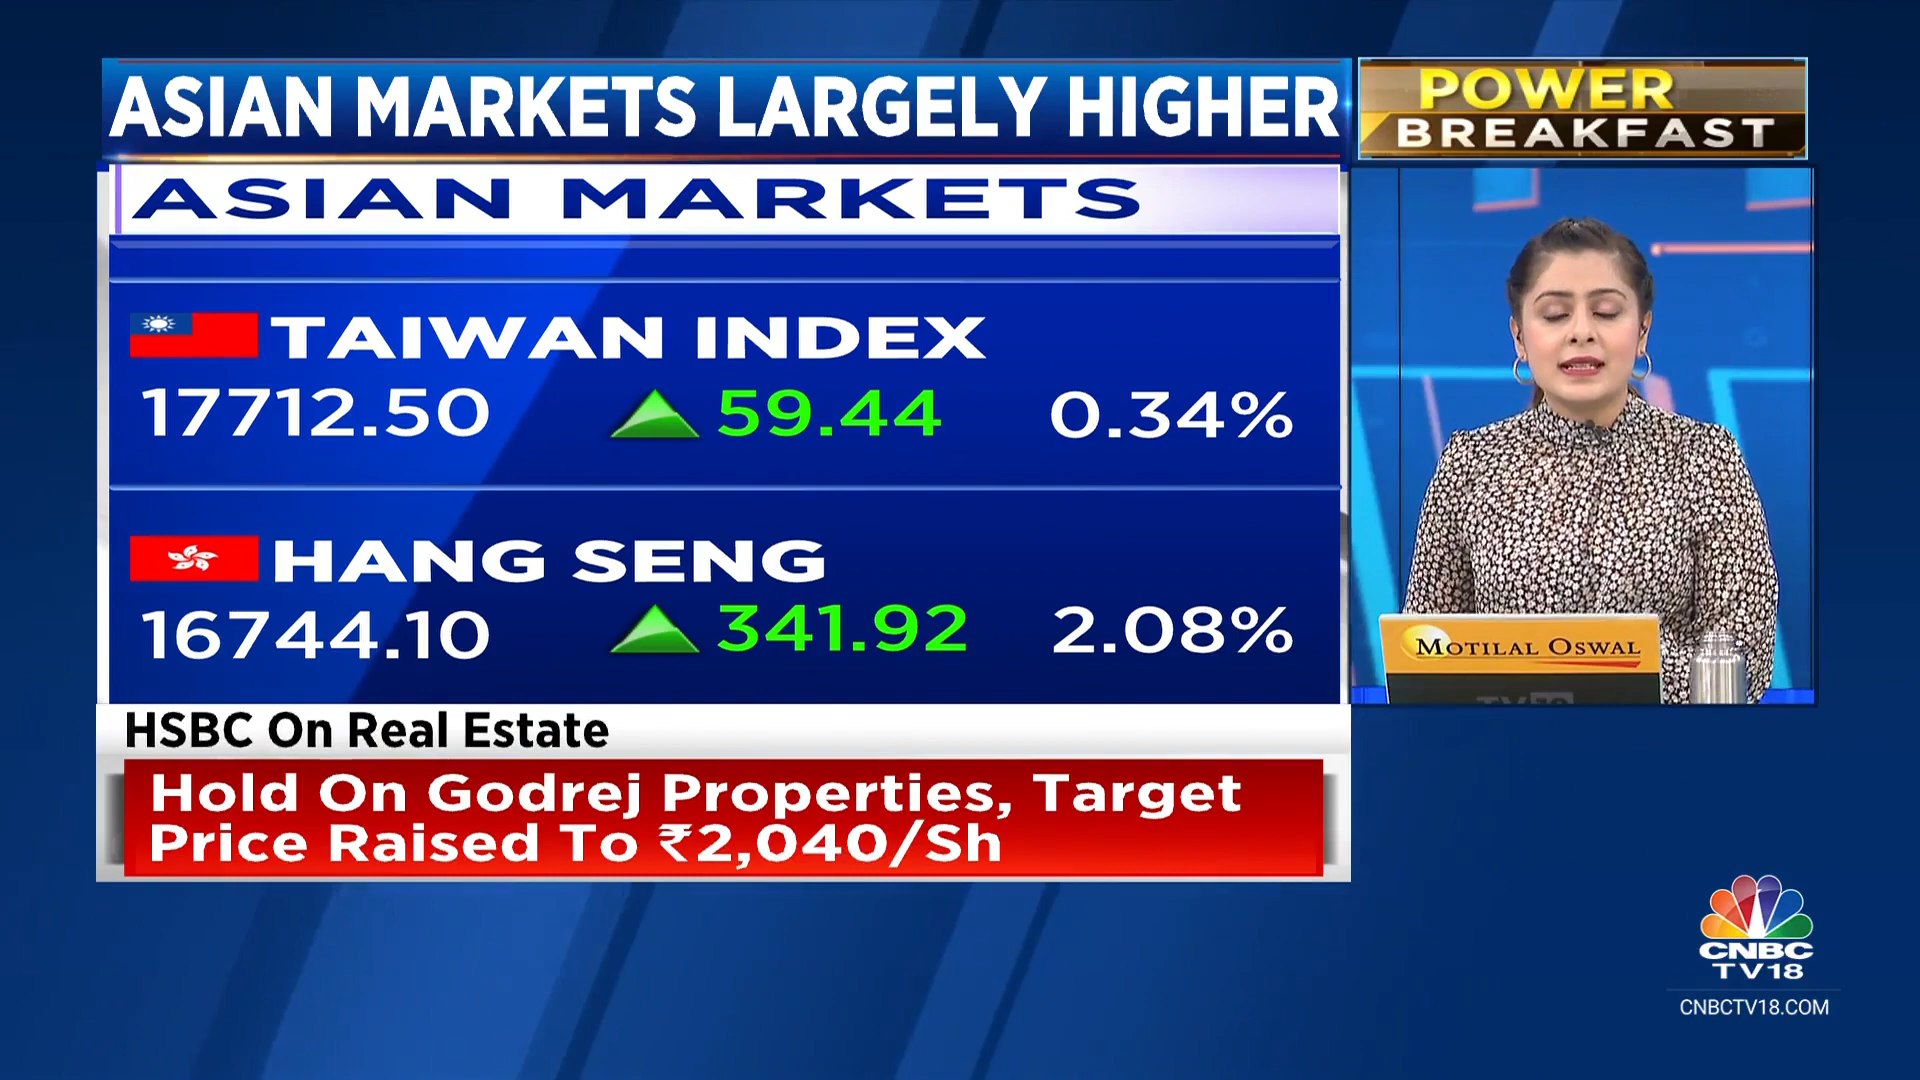 ASIAN MARKETS LARGELY HIGHER
POWER
BREAKFAST
ASIAN MARKETS
TAIWAN INDEX
17712.50 59.44 0.34%
HANG SENG
16744.10 341.92 2.08%
MOTILAL OSWAL
TV18
HSBC On Real Estate
Hold On Godrej Properties, Target
Price Raised To ₹2,040/Sh
CNBC
TV18
CNBCTV18.COM